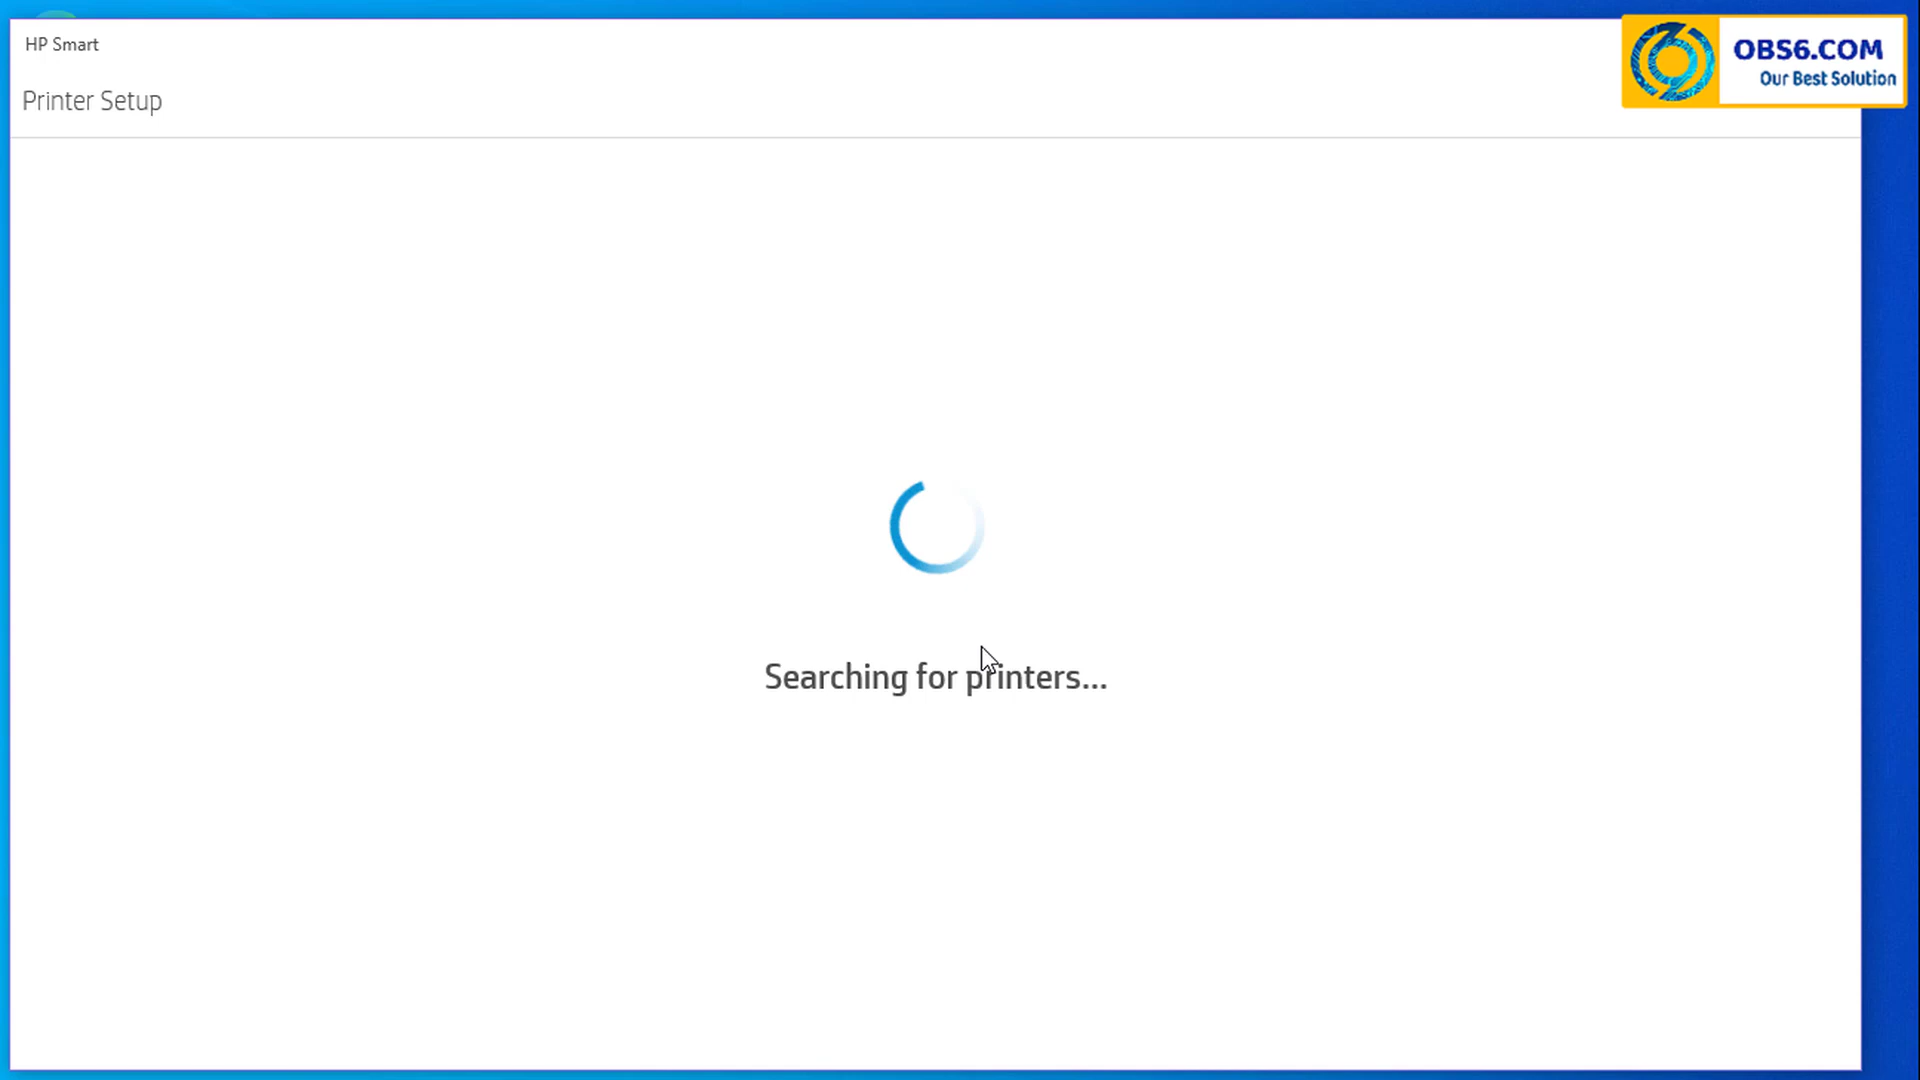 HP Smart
OBS6.COM
Our Best Solution
Printer Setup
Searching for printers...